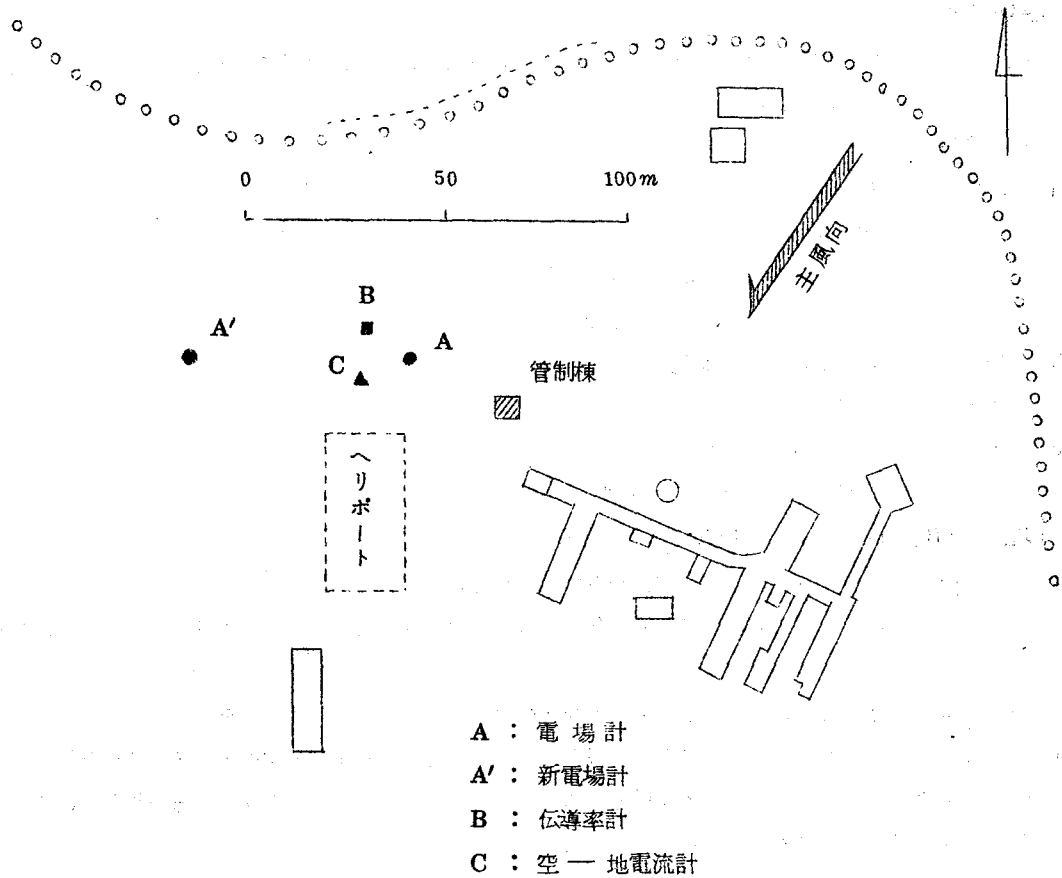 0 50 100m
主風向
B
A'
A
C
管制棟
ヘリポート
A : 電場計
A' : 新電場計
B : 伝導率計
C : 空 — 地電流計